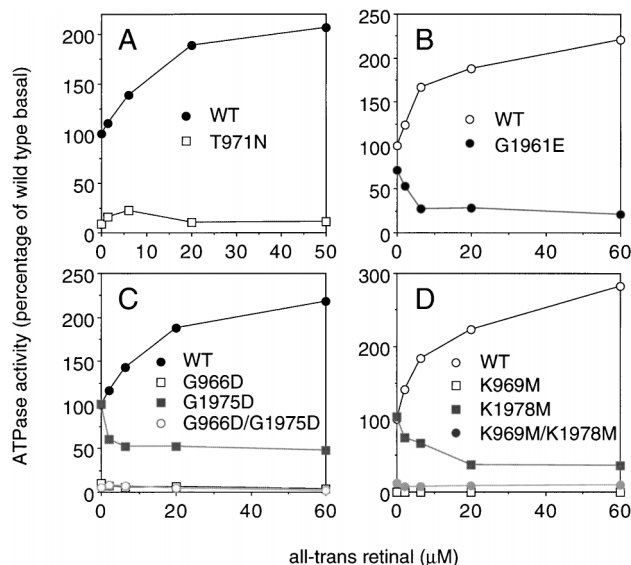 ATPase activity (percentage of wild type basal)
A
200
150
100
50
0
WT
T971N
0 10 20 30 40 50
B
250
200
150
100
50
0
WT
G1961E
0 20 40 60
C
250
200
150
100
50
0
WT
G966D
G1975D
G966D/G1975D
0 20 40 60
D
300
200
100
0
WT
K969M
K1978M
K969M/K1978M
0 20 40 60
all-trans retinal (μM)